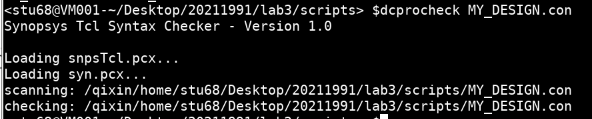 <stu68@VM001-~/Desktop/20211991/lab3/scripts> $dcprocheck MY_DESIGN.con
Synopsys Tcl Syntax Checker - Version 1.0
Loading snpsTcl.pcx...
Loading syn.pcx...
scanning: /qixin/home/stu68/Desktop/20211991/lab3/scripts/MY_DESIGN.con
checking: /qixin/home/stu68/Desktop/20211991/lab3/scripts/MY_DESIGN.con